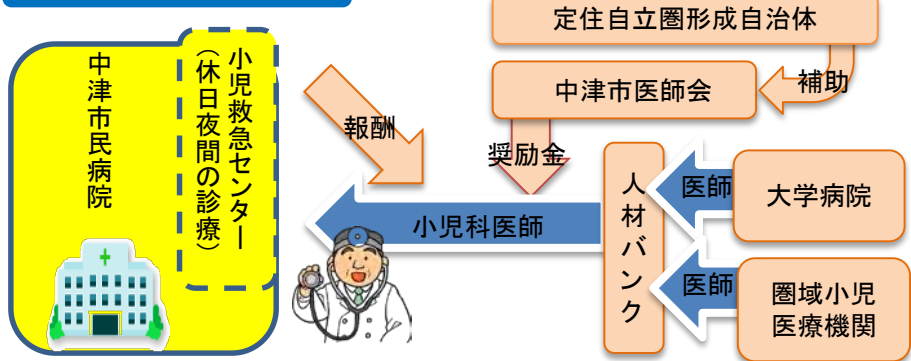 定住自立圏形成自治体
中津市医師会
補助
中津市民病院
小児救急センター
（休日夜間の診療）
報酬
奨励金
人材バンク
医師
大学病院
小児科医師
医師
圏域小児
医療機関